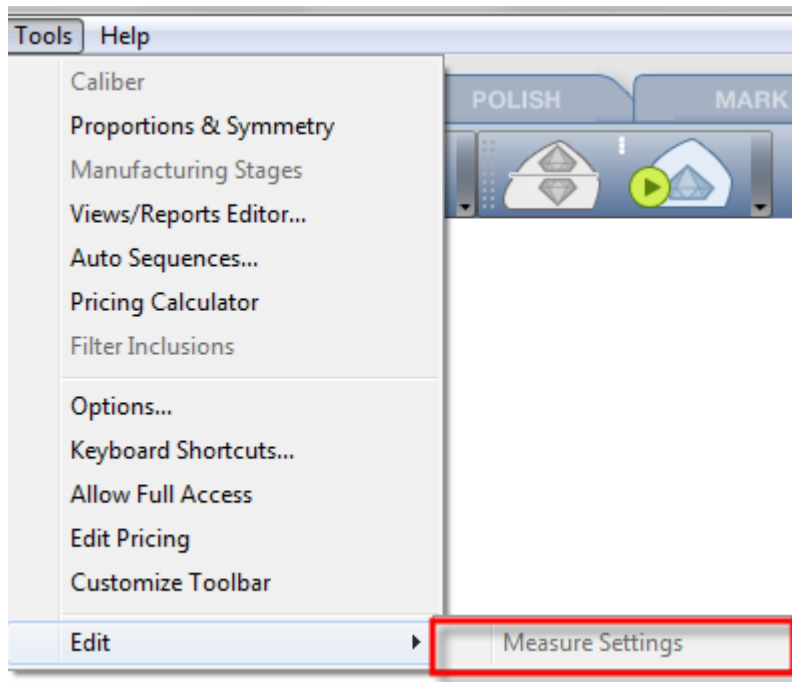 Tools Help
Caliber
POLISH MARK
Proportions & Symmetry
Manufacturing Stages
Views/Reports Editor...
Auto Sequences...
Pricing Calculator
Filter Inclusions
Options...
Keyboard Shortcuts...
Allow Full Access
Edit Pricing
Customize Toolbar
Edit Measure Settings